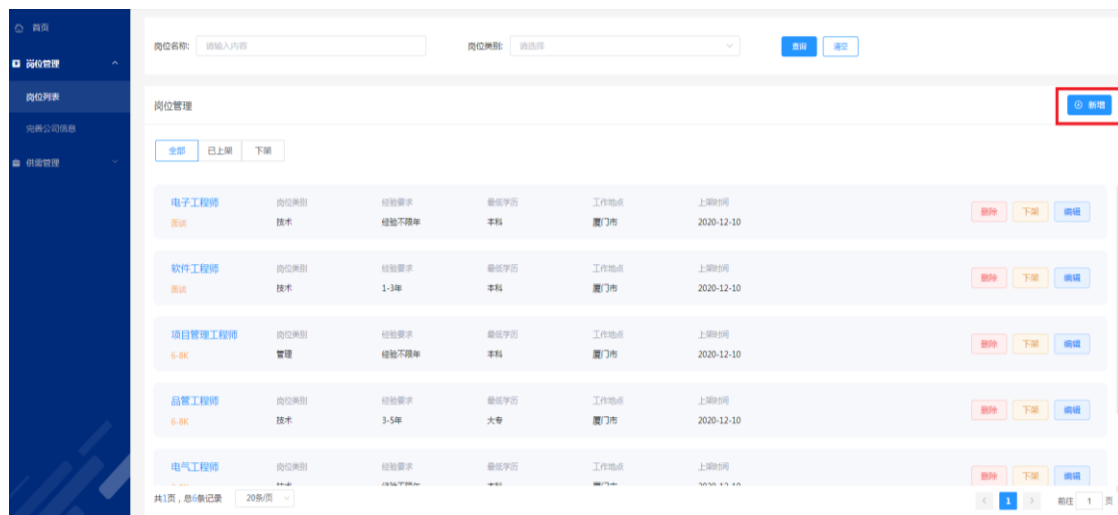 首页
岗位管理
岗位列表
完善公司信息
供需管理
岗位名称: 请输入内容 岗位类别: 请选择 查询 清空
岗位管理 新增
全部 已上架 下架
电子工程师 岗位类别 经验要求 最低学历 工作地点 上架时间
面谈 技术 经验不限年 本科 厦门市 2020-12-10 删除 下架 编辑
软件工程师 岗位类别 经验要求 最低学历 工作地点 上架时间
面谈 技术 1-3年 本科 厦门市 2020-12-10 删除 下架 编辑
项目管理工程师 岗位类别 经验要求 最低学历 工作地点 上架时间
6-8K 管理 经验不限年 本科 厦门市 2020-12-10 删除 下架 编辑
品管工程师 岗位类别 经验要求 最低学历 工作地点 上架时间
6-8K 技术 3-5年 大专 厦门市 2020-12-10 删除 下架 编辑
电气工程师 岗位类别 经验要求 最低学历 工作地点 上架时间
删除 下架 编辑
共1页，总6条记录 20条/页 1 前往 1 页